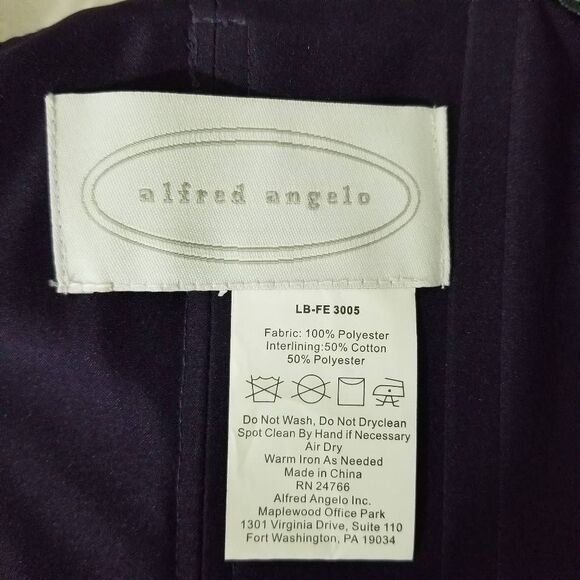 alfred angelo
LB-FE 3005
Fabric: 100% Polyester
Interlining:50% Cotton
50% Polyester
Do Not Wash, Do Not Dryclean
Spot Clean By Hand if Necessary
Air Dry
Warm Iron As Needed
Made in China
RN 24766
Alfred Angelo Inc.
Maplewood Office Park
1301 Virginia Drive, Suite 110
Fort Washington, PA 19034